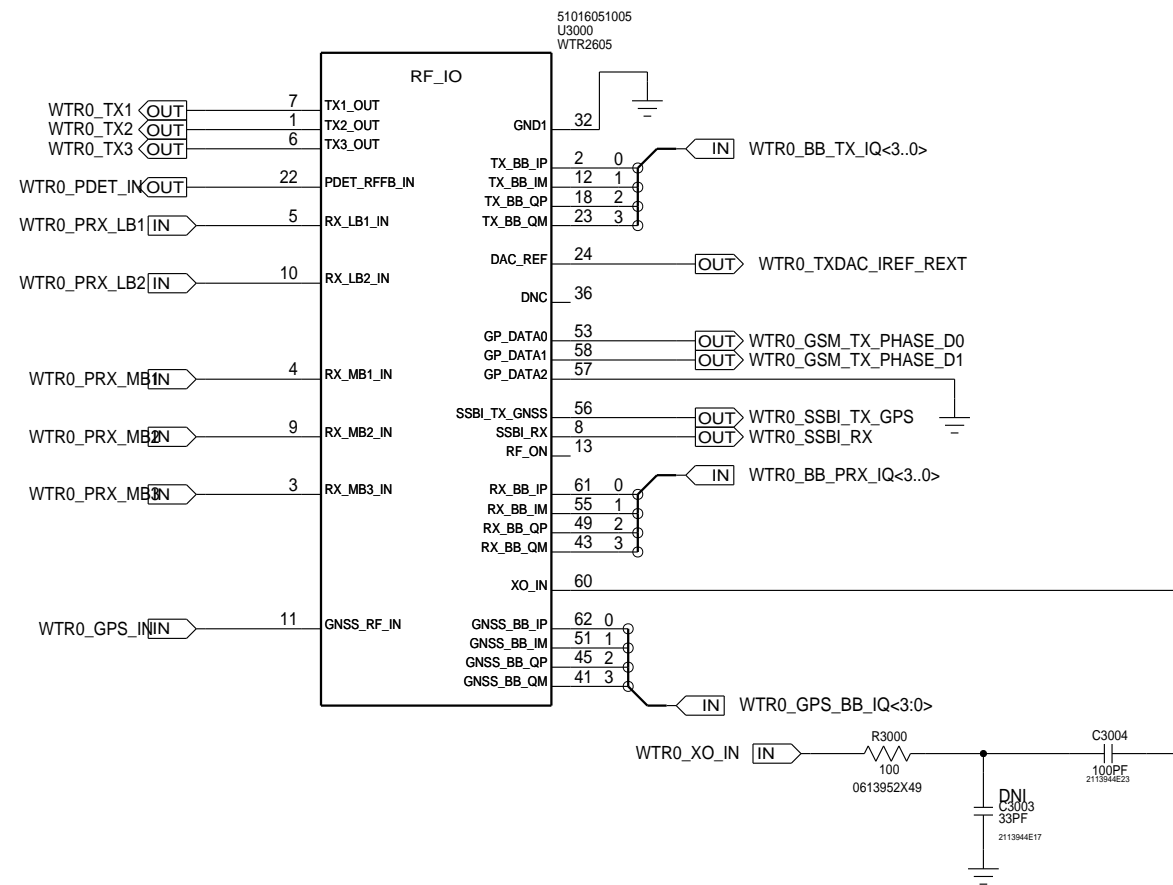 51016051005
U3000
WTR2605
RF_IO
WTR0_TX1 OUT 7 TX1_OUT
WTR0_TX2 OUT 1 TX2_OUT
WTR0_TX3 OUT 6 TX3_OUT
WTR0_PDET_IN OUT 22 PDET_RFFB_IN
WTR0_PRX_LB1 IN 5 RX_LB1_IN
WTR0_PRX_LB2 IN 10 RX_LB2_IN
WTR0_PRX_MB1 IN 4 RX_MB1_IN
WTR0_PRX_MB2 IN 9 RX_MB2_IN
WTR0_PRX_MB3 IN 3 RX_MB3_IN
WTR0_GPS_IN IN 11 GNSS_RF_IN
GND1 32
TX_BB_IP 2 0 IN WTR0_BB_TX_IQ<3..0>
TX_BB_IM 12 1
TX_BB_QP 18 2
TX_BB_QM 23 3
DAC_REF 24 OUT WTR0_TXDAC_IREF_REXT
DNC 36
GP_DATA0 53 OUT WTR0_GSM_TX_PHASE_D0
GP_DATA1 58 OUT WTR0_GSM_TX_PHASE_D1
GP_DATA2 57
SSBI_TX_GNSS 56 OUT WTR0_SSBI_TX_GPS
SSBI_RX 8 OUT WTR0_SSBI_RX
RF_ON 13
RX_BB_IP 61 0 IN WTR0_BB_PRX_IQ<3..0>
RX_BB_IM 55 1
RX_BB_QP 49 2
RX_BB_QM 43 3
XO_IN 60
GNSS_BB_IP 62 0
GNSS_BB_IM 51 1
GNSS_BB_QP 45 2
GNSS_BB_QM 41 3
IN WTR0_GPS_BB_IQ<3:0>
WTR0_XO_IN IN
R3000
100
0613952X49
C3004
100PF
2113944E23
DNI
C3003
33PF
2113944E17